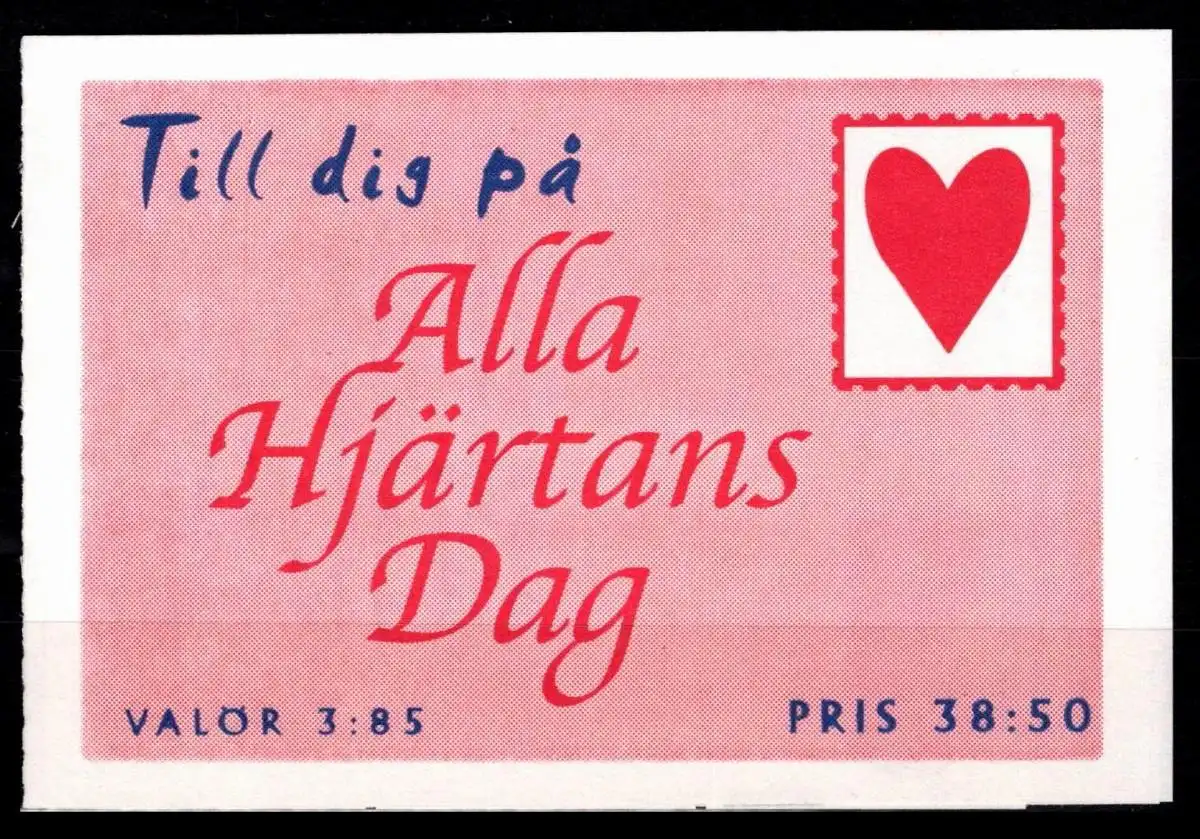 Till dig på
Alla
Hjärtans
Dag
VALÖR 3:85
PRIS 38:50